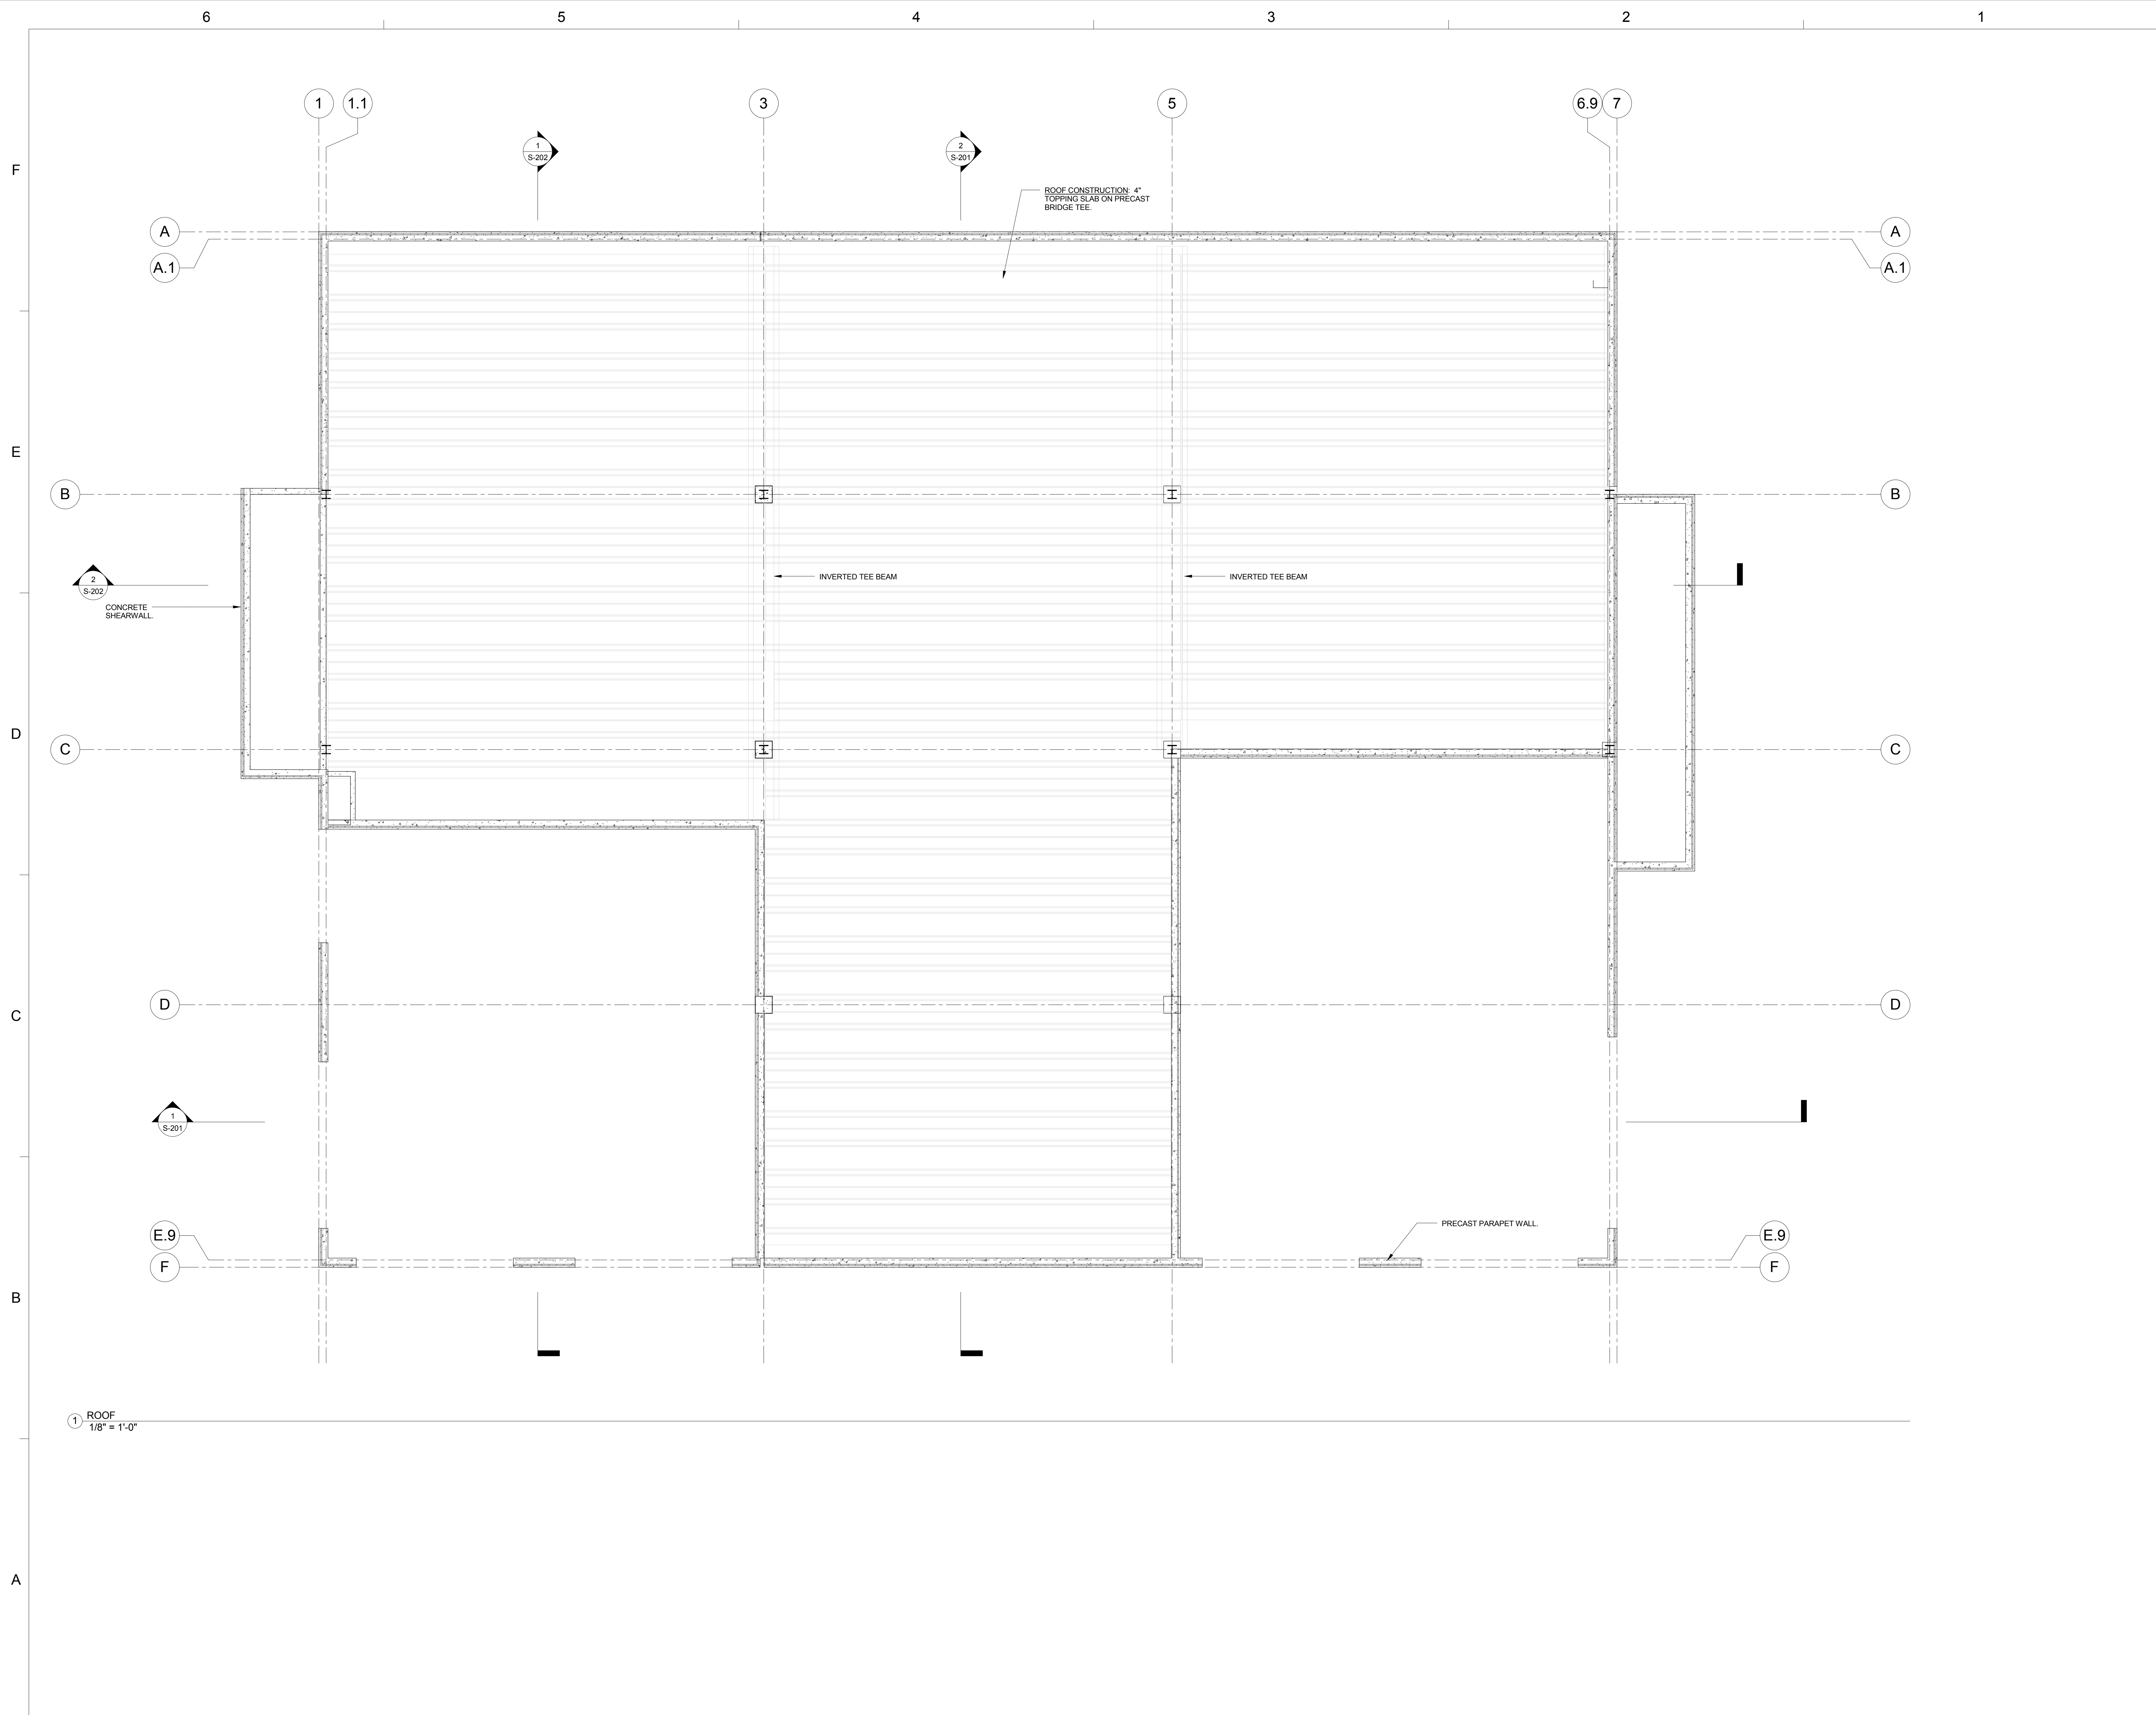 6 5 4 3 2 1
1 1.1 3 5 6.9 7
1
S-202
2
S-201
F
ROOF CONSTRUCTION: 4"
TOPPING SLAB ON PRECAST
BRIDGE TEE.
A A
A.1 A.1
E
B B
2
S-202
INVERTED TEE BEAM INVERTED TEE BEAM
CONCRETE
SHEARWALL.
D
C C
D D
C
1
S-201
PRECAST PARAPET WALL.
E.9 E.9
F F
B
1 ROOF
1/8" = 1'-0"
A